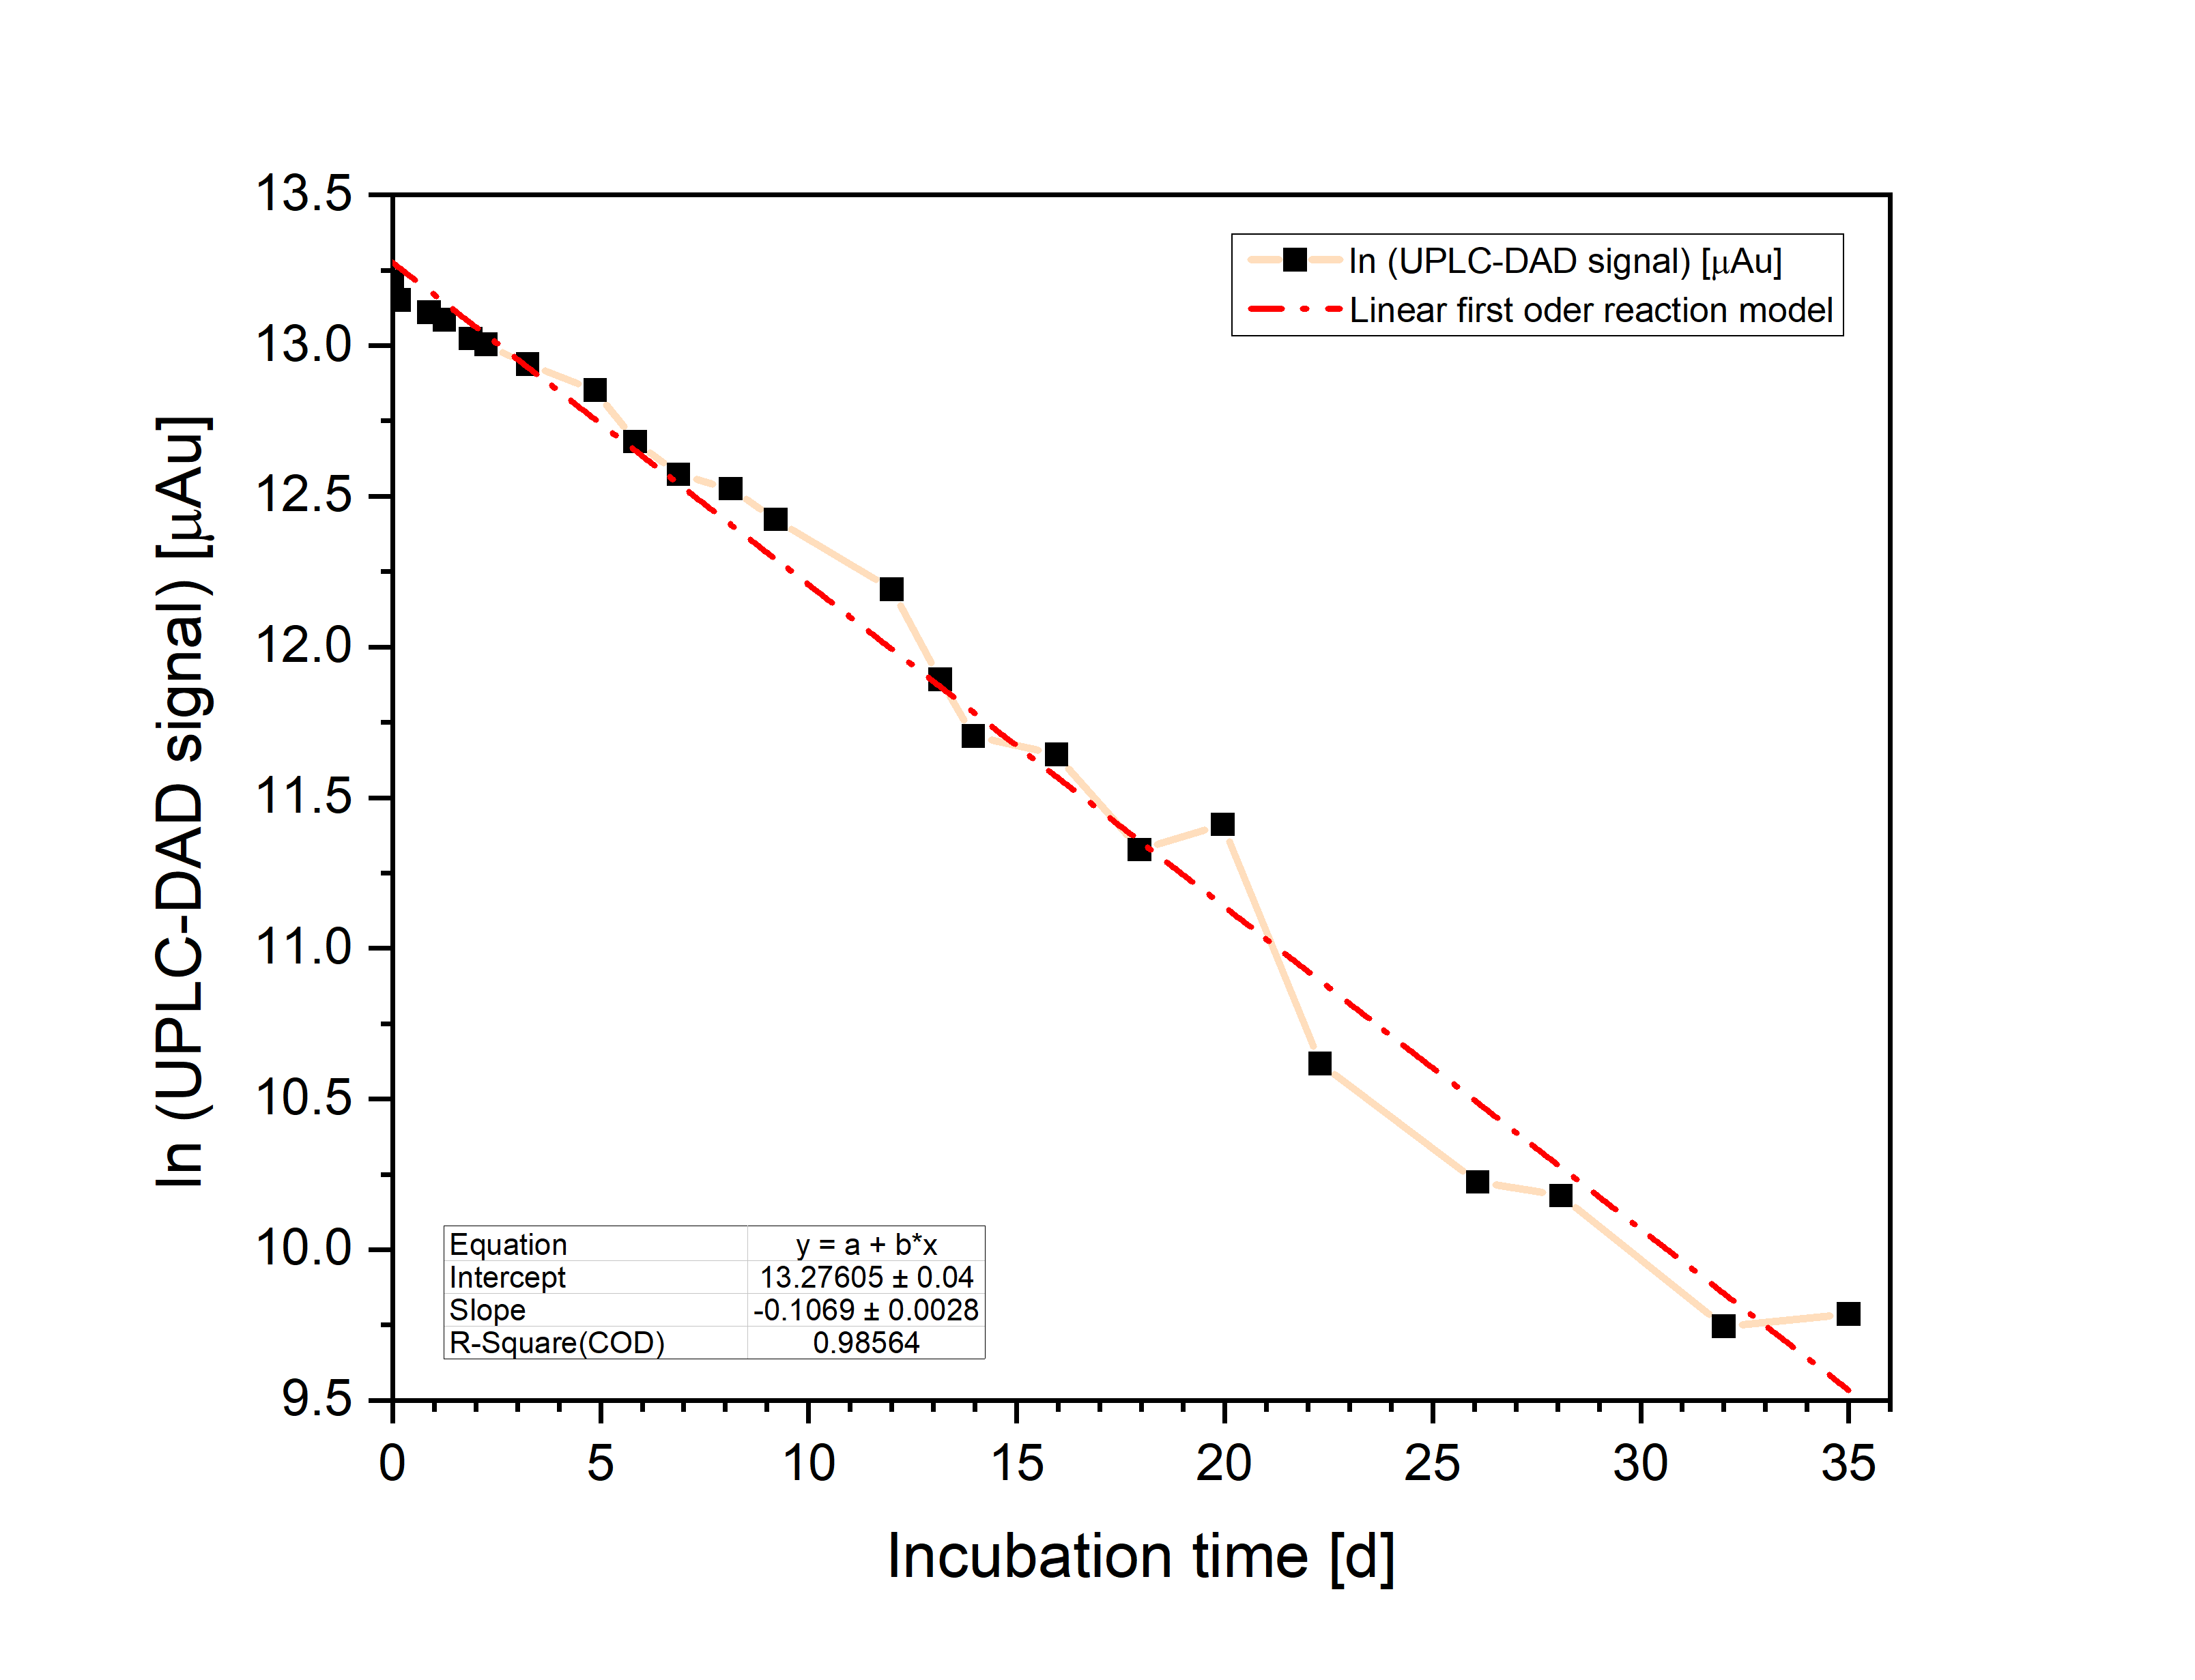 13.5
13.0
12.5
12.0
11.5
11.0
10.5
10.0
9.5
ln (UPLC-DAD signal) [μAu]
ln (UPLC-DAD signal) [μAu]
Linear first oder reaction model
Equation y = a + b*x
Intercept 13.27605 ± 0.04
Slope -0.1069 ± 0.0028
R-Square(COD) 0.98564
0 5 10 15 20 25 30 35
Incubation time [d]